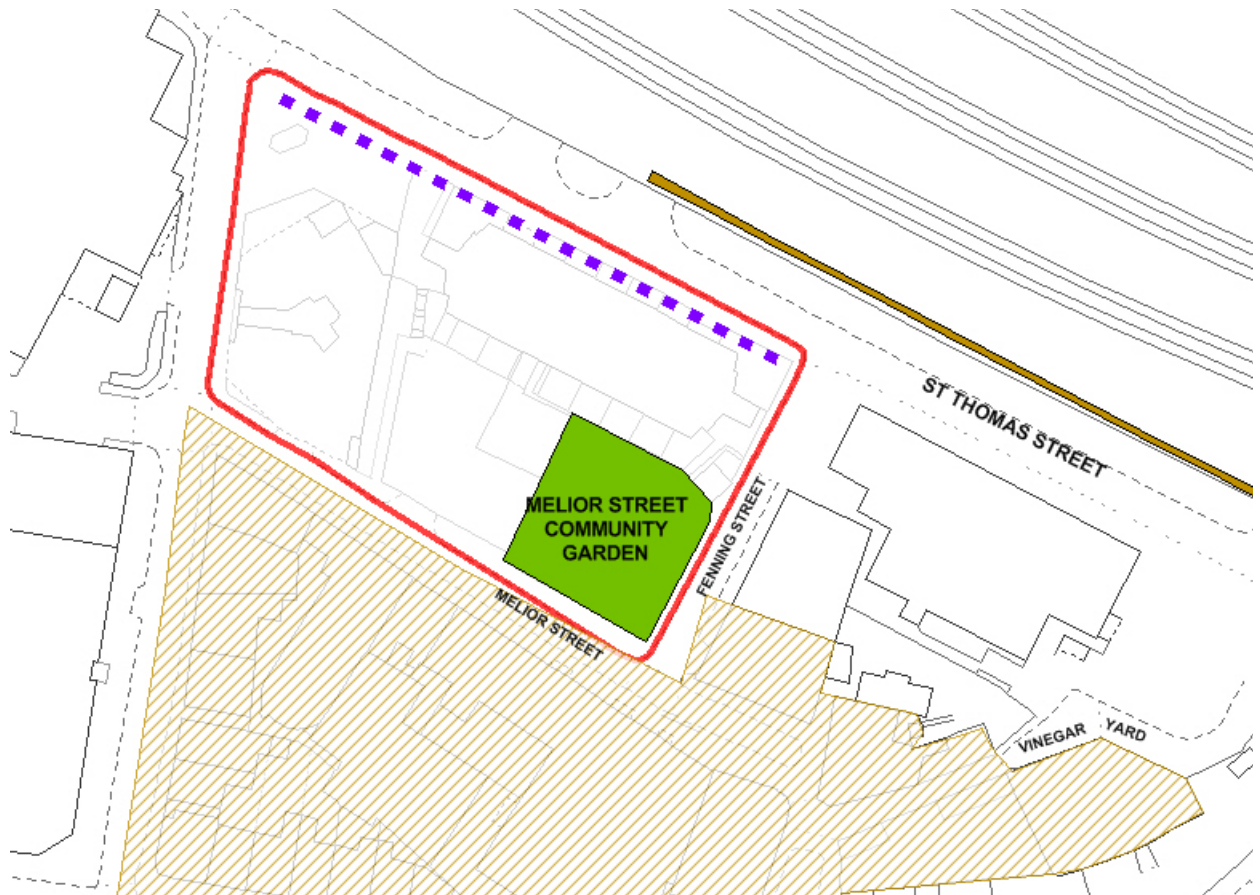 ST THOMAS STREET
MELIOR STREET
COMMUNITY
GARDEN
FENNING STREET
MELIOR STREET
VINEGAR YARD